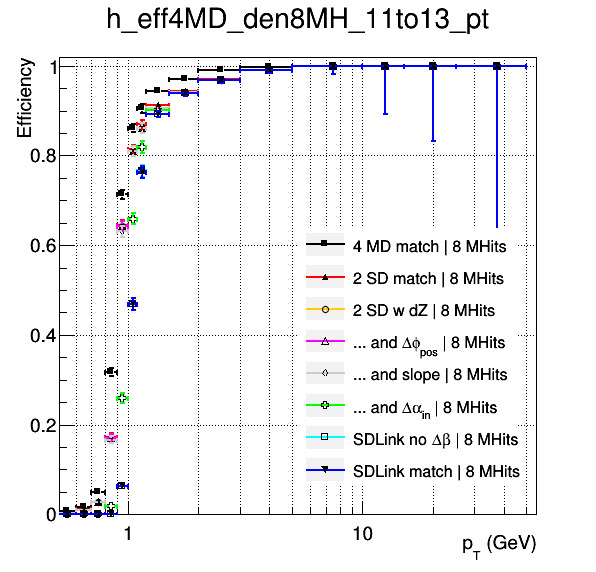 h_eff4MD_den8MH_11to13_pt
Efficiency
1
0.8
0.6
0.4
0.2
0
4 MD match | 8 MHits
2 SD match | 8 MHits
2 SD w dZ | 8 MHits
... and Δϕpos | 8 MHits
... and slope | 8 MHits
... and Δαin | 8 MHits
SDLink no Δβ | 8 MHits
SDLink match | 8 MHits
1 10
pT (GeV)